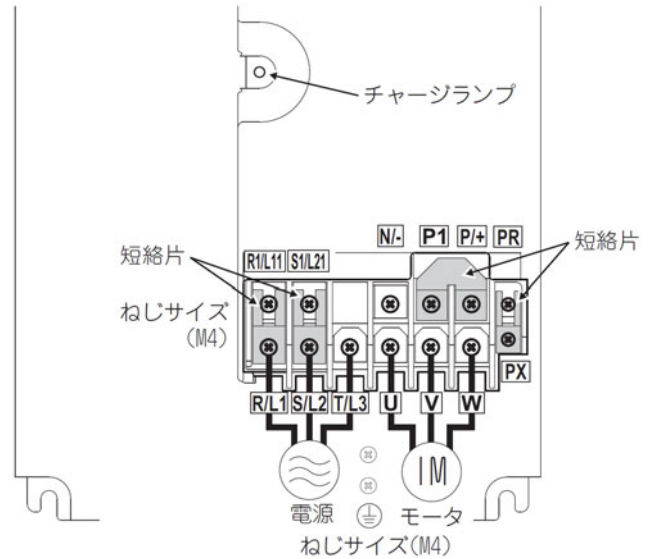 チャージランプ
N/- P1 P/+ PR
短絡片
短絡片
R1/L11 S1/L21
ねじサイズ
(M4)
PX
R/L1 S/L2 T/L3 U V W
IM
電源
モータ
ねじサイズ(M4)